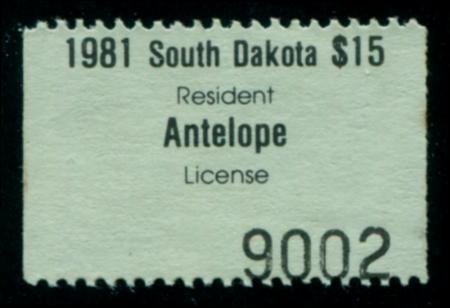 1981 South Dakota $15
Resident
Antelope
License
9002